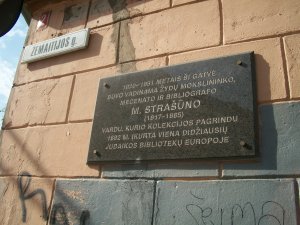 ŽEMAITIJOS G.
1920-1951 METAIS ŠI GATVĖ
BUVO VADINAMA ŽYDŲ MOKSLININKO,
MECENATO IR BIBLIOGRAFO
M. STRAŠŪNO
(1817-1885)
VARDU, KURIO KOLEKCIJOS PAGRINDU
1892 M. ĮKURTA VIENA DIDŽIAUSIŲ
JUDAIKOS BIBLIOTEKŲ EUROPOJE